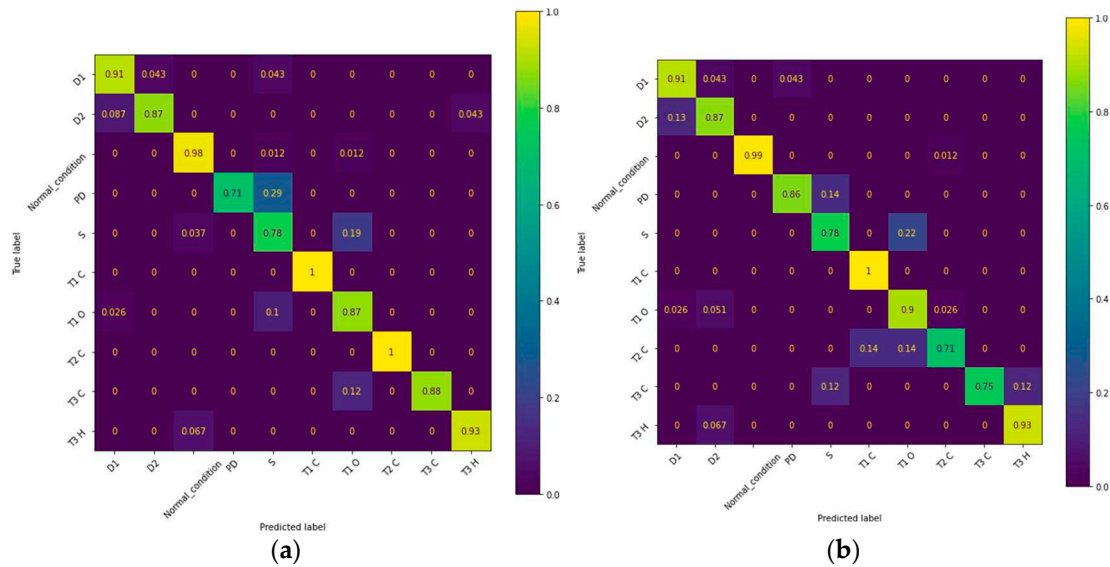 1.0
0.8
0.6
0.4
0.2
0.0
True label
D1 0.91 0.043 0 0 0.043 0 0 0 0 0
D2 0.087 0.87 0 0 0 0 0 0 0 0.043
Normal_condition 0 0 0.98 0 0.012 0 0.012 0 0 0
PD 0 0 0 0.71 0.29 0 0 0 0 0
S 0 0 0.037 0 0.78 0 0.19 0 0 0
T1 C 0 0 0 0 0 1 0 0 0 0
T1 O 0.026 0 0 0 0.1 0 0.87 0 0 0
T2 C 0 0 0 0 0 0 0 1 0 0
T3 C 0 0 0 0 0 0 0.12 0 0.88 0
T3 H 0 0 0.067 0 0 0 0 0 0 0.93
D1 D2 Normal_condition PD S T1 C T1 O T2 C T3 C T3 H
Predicted label
(a)
1.0
0.8
0.6
0.4
0.2
0.0
True label
D1 0.91 0.043 0 0.043 0 0 0 0 0 0
D2 0.13 0.87 0 0 0 0 0 0 0 0
Normal_condition 0 0 0.99 0 0 0 0 0.012 0 0
PD 0 0 0 0.86 0.14 0 0 0 0 0
S 0 0 0 0 0.78 0 0.22 0 0 0
T1 C 0 0 0 0 0 1 0 0 0 0
T1 O 0.026 0.051 0 0 0 0 0.9 0.026 0 0
T2 C 0 0 0 0 0 0.14 0.14 0.71 0 0
T3 C 0 0 0 0 0.12 0 0 0 0.75 0.12
T3 H 0 0.067 0 0 0 0 0 0 0 0.93
D1 D2 Normal_condition PD S T1 C T1 O T2 C T3 C T3 H
Predicted label
(b)